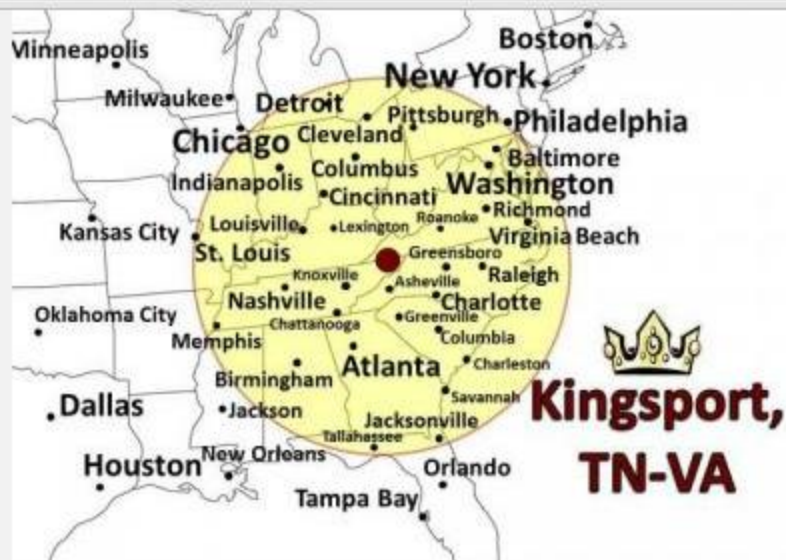 Boston
Minneapolis
New York
Milwaukee
Detroit
Pittsburgh
Philadelphia
Chicago
Cleveland
Columbus
Baltimore
Indianapolis
Washington
Cincinnati
Richmond
Roanoke
Louisville
Lexington
Kansas City
Virginia Beach
St. Louis
Greensboro
Raleigh
Knoxville
Asheville
Nashville
Charlotte
Oklahoma City
Greenville
Chattanooga
Columbia
Memphis
Atlanta
Charleston
Birmingham
Savannah
Kingsport,
Dallas
Jackson
Jacksonville
Tallahassee
New Orleans
Houston
Orlando
TN-VA
Tampa Bay